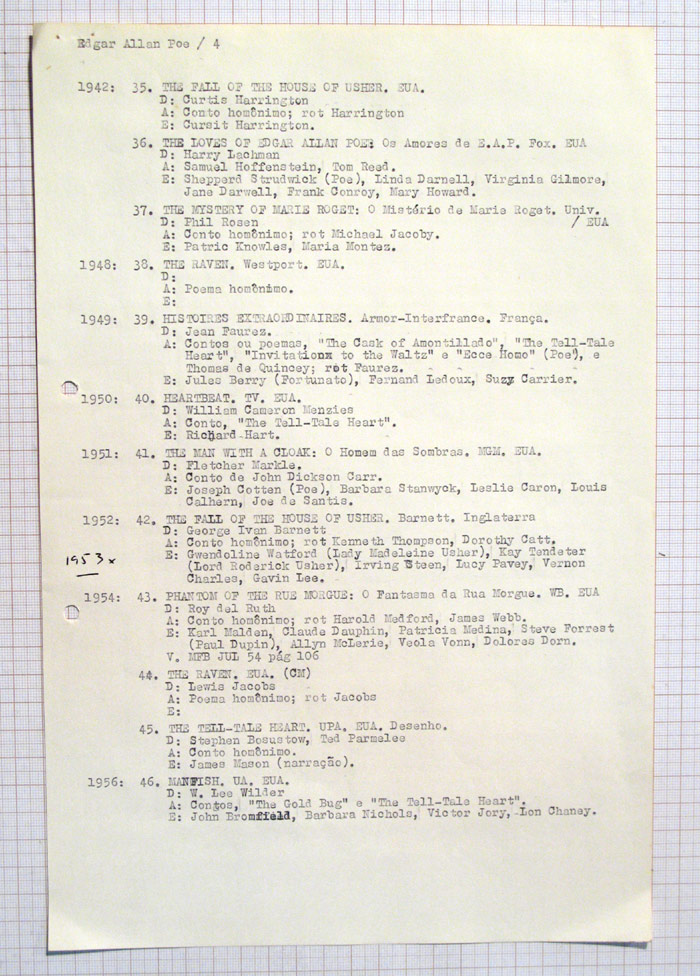 Edgar Allan Poe / 4
1942: 35. THE FALL OF THE HOUSE OF USHER. EUA.
D: Curtis Harrington
A: Conto homônimo; rot Harrington
E: Cursit Harrington.
36. THE LOVES OF EDGAR ALLAN POE: Os Amores de E.A.P. Fox. EUA
D: Harry Lachman
A: Samuel Hoffenstein, Tom Reed.
E: Shepperd Strudwick (Poe), Linda Darnell, Virginia Gilmore,
Jane Darwell, Frank Conroy, Mary Howard.
37. THE MYSTERY OF MARIE ROGET: O Mistério de Marie Roget. Univ.
D: Phil Rosen / EUA
A: Conto homônimo; rot Michael Jacoby.
E: Patric Knowles, Maria Montez.
1948: 38. THE RAVEN. Westport. EUA.
D:
A: Poema homônimo.
E:
1949: 39. HISTOIRES EXTRAORDINAIRES. Armor-Interfrance. França.
D: Jean Faurez.
A: Contos ou poemas, "The Cask of Amontillado", "The Tell-Tale
Heart", "Invitationx to the Waltz" e "Ecce Homo" (Poe), e
Thomas de Quincey; rot Faurez.
E: Jules Berry (Fortunato), Fernand Ledoux, Suzy Carrier.
1950: 40. HEARTBEAT. TV. EUA.
D: William Cameron Menzies
A: Conto, "The Tell-Tale Heart".
E: Richard Hart.
1951: 41. THE MAN WITH A CLOAK: O Homem das Sombras. MGM. EUA.
D: Fletcher Markle.
A: Conto de John Dickson Carr.
E: Joseph Cotten (Poe), Barbara Stanwyck, Leslie Caron, Louis
Calhern, Joe de Santis.
1952: 42. THE FALL OF THE HOUSE OF USHER. Barnett. Inglaterra
D: George Ivan Barnett
A: Conto homônimo; rot Kenneth Thompson, Dorothy Catt.
1953 x
E: Gwendoline Watford (Lady Madeleine Usher), Kay Tendeter
(Lord Roderick Usher), Irving Steen, Lucy Pavey, Vernon
Charles, Gavin Lee.
1954: 43. PHANTOM OF THE RUE MORGUE: O Fantasma da Rua Morgue. WB. EUA
D: Roy del Ruth
A: Conto homônimo; rot Harold Medford, James Webb.
E: Karl Malden, Claude Dauphin, Patricia Medina, Steve Forrest
(Paul Dupin), Allyn McLerie, Veola Vonn, Dolores Dorn.
V. MFB JUL 54 pág 106
44. THE RAVEN. EUA. (CM)
D: Lewis Jacobs
A: Poema homônimo; rot Jacobs
E:
45. THE TELL-TALE HEART. UPA. EUA. Desenho.
D: Stephen Bosustow, Ted Parmelee
A: Conto homônimo.
E: James Mason (narração).
1956: 46. MANFISH. UA. EUA.
D: W. Lee Wilder
A: Contos, "The Gold Bug" e "The Tell-Tale Heart".
E: John Bromfield, Barbara Nichols, Victor Jory, Lon Chaney.